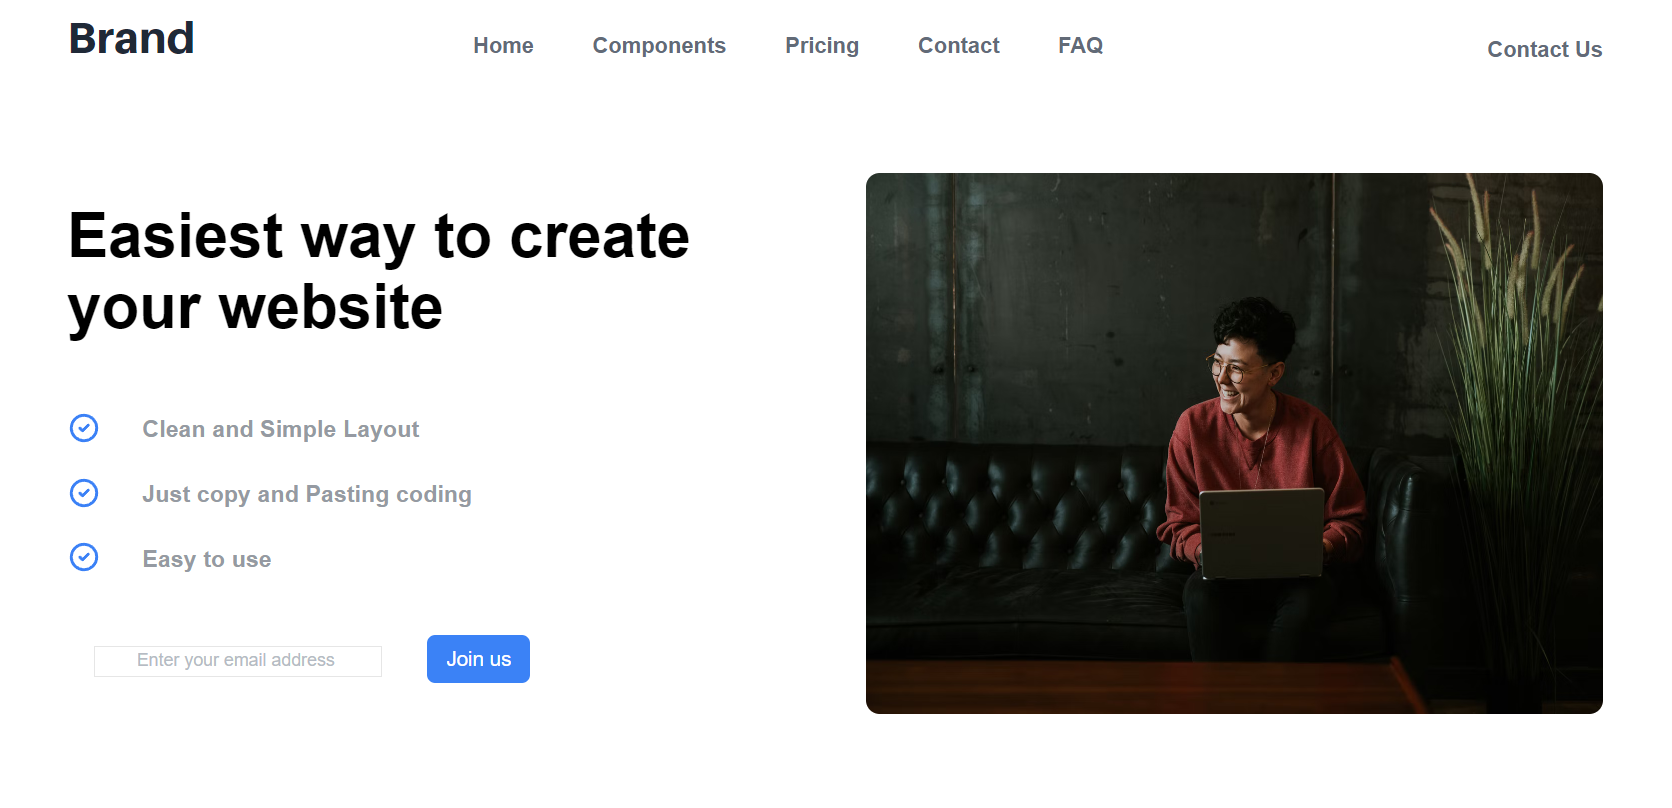 Brand
Home Components Pricing Contact FAQ
Contact Us
Easiest way to create
your website
Clean and Simple Layout
Just copy and Pasting coding
Easy to use
Enter your email address
Join us